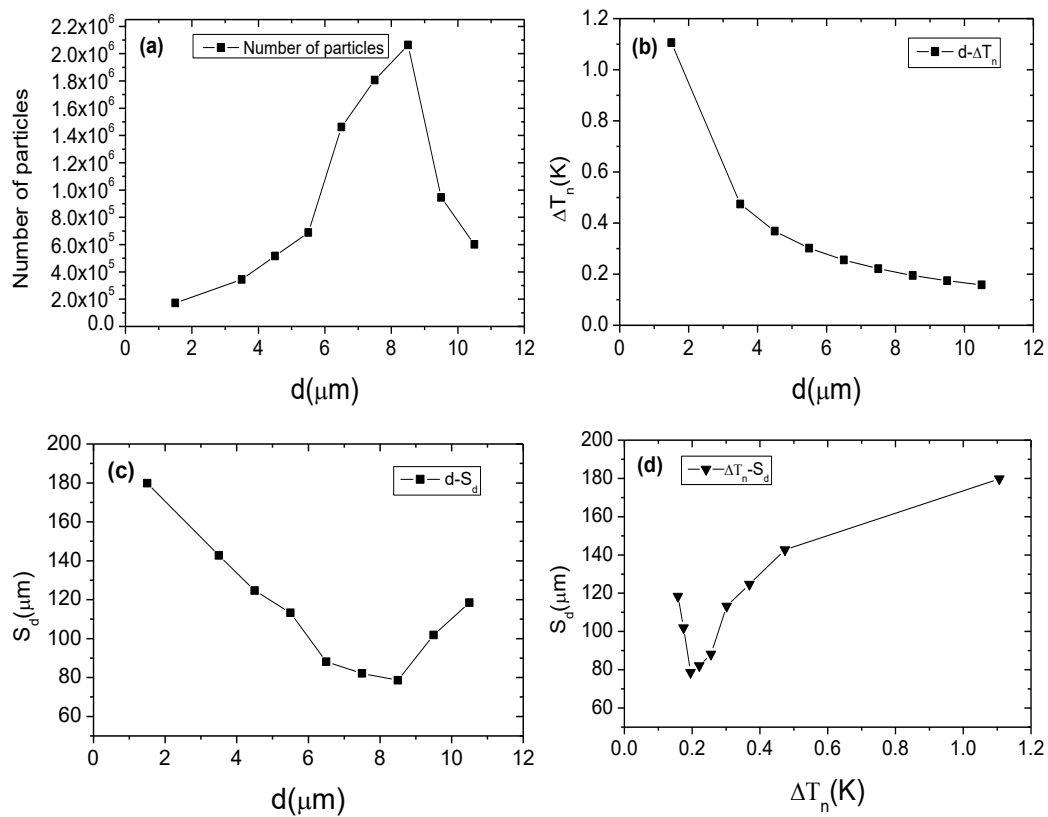 (a)
Number of particles
2.2x10⁶
2.0x10⁶
1.8x10⁶
1.6x10⁶
1.4x10⁶
1.2x10⁶
1.0x10⁶
8.0x10⁵
6.0x10⁵
4.0x10⁵
2.0x10⁵
0.0
Number of particles
0 2 4 6 8 10 12
d(μm)
(b)
d-ΔTₙ
1.2
1.0
0.8
0.6
0.4
0.2
0.0
ΔTₙ(K)
0 2 4 6 8 10 12
d(μm)
(c)
d-S_d
200
180
160
140
120
100
80
60
S_d(μm)
0 2 4 6 8 10 12
d(μm)
(d)
ΔTₙ-S_d
200
180
160
140
120
100
80
60
S_d(μm)
0.0 0.2 0.4 0.6 0.8 1.0 1.2
ΔTₙ(K)